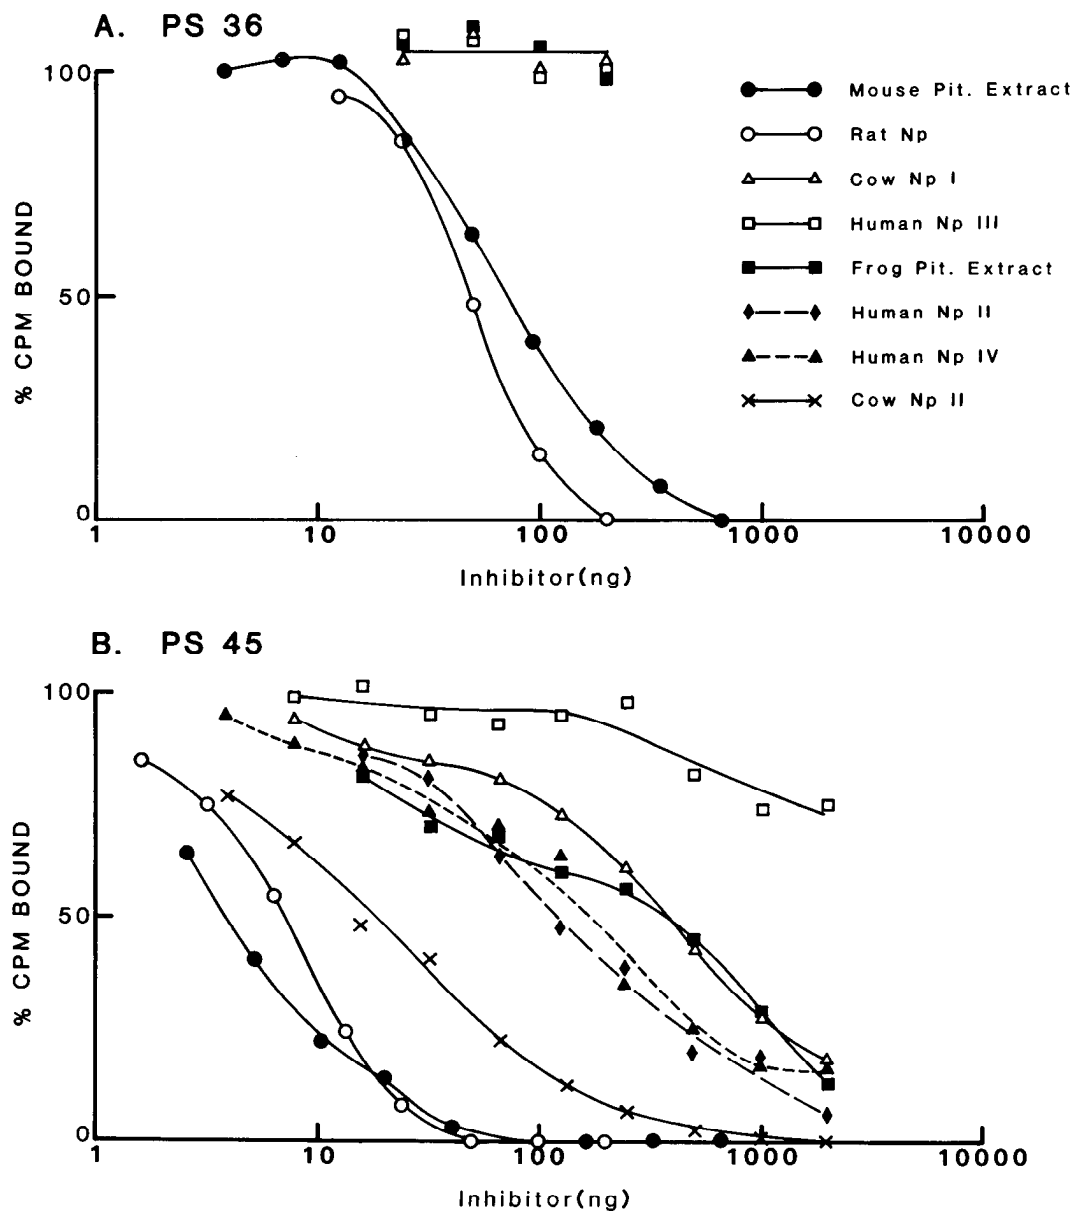 A. PS 36
100
50
0
% CPM BOUND
1 10 100 1000 10000
Inhibitor(ng)
Mouse Pit. Extract
Rat Np
Cow Np I
Human Np III
Frog Pit. Extract
Human Np II
Human Np IV
Cow Np II
B. PS 45
100
50
0
% CPM BOUND
1 10 100 1000 10000
Inhibitor(ng)